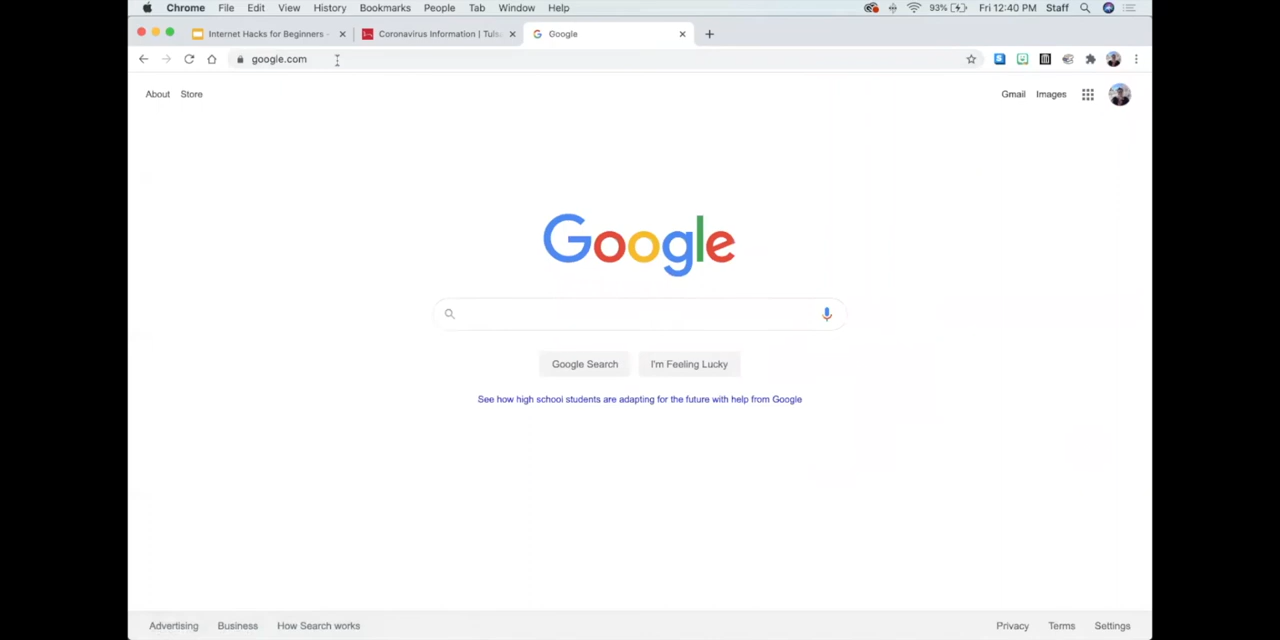 Chrome File Edit View History Bookmarks People Tab Window Help 93% Fri 12:40 PM Staff
Internet Hacks for Beginners - Coronavirus Information | Tuls Google
google.com
About Store Gmail Images
Google
Google Search I'm Feeling Lucky
See how high school students are adapting for the future with help from Google
Advertising Business How Search works Privacy Terms Settings